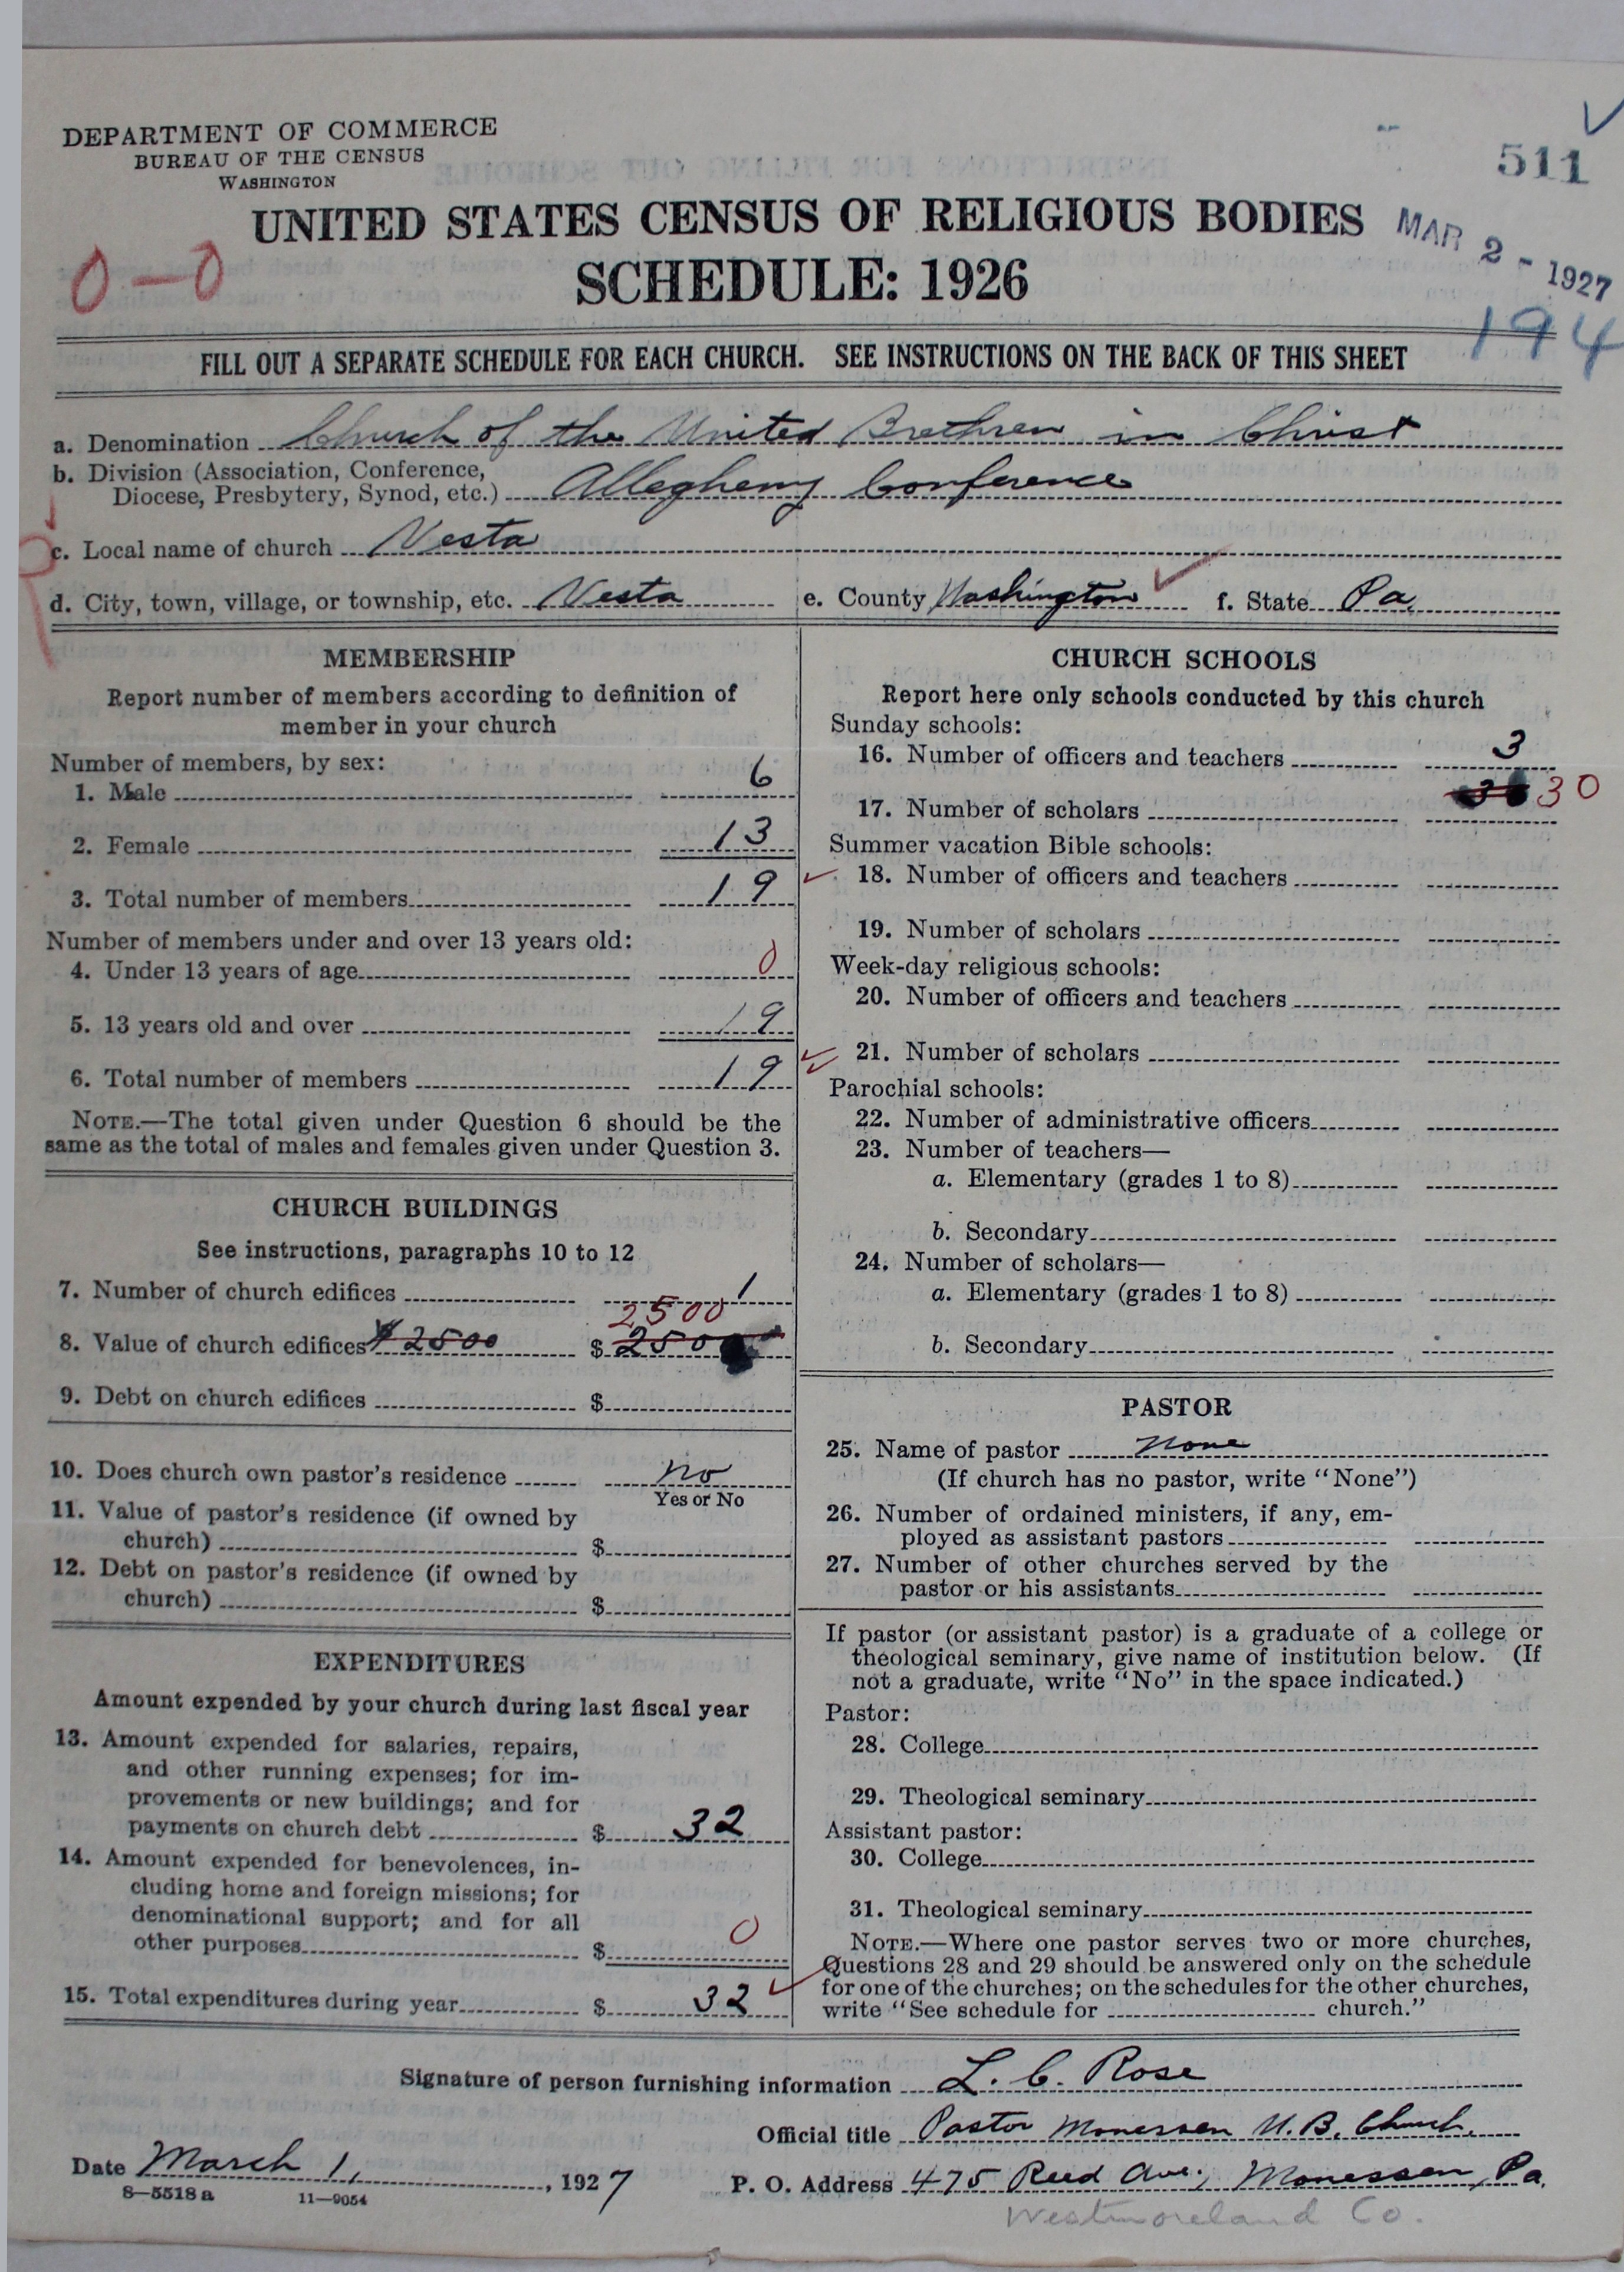 DEPARTMENT OF COMMERCE
BUREAU OF THE CENSUS
WASHINGTON
511
UNITED STATES CENSUS OF RELIGIOUS BODIES
MAR 2 - 1927
0-0
SCHEDULE: 1926
194
FILL OUT A SEPARATE SCHEDULE FOR EACH CHURCH. SEE INSTRUCTIONS ON THE BACK OF THIS SHEET
a. Denomination Church of the United Brethren in Christ
b. Division (Association, Conference,
Diocese, Presbytery, Synod, etc.) Allegheny Conference
c. Local name of church Vesta
d. City, town, village, or township, etc. Vesta e. County Washington f. State Pa.
MEMBERSHIP
Report number of members according to definition of
member in your church
Number of members, by sex:
1. Male 6
2. Female 13
3. Total number of members 19
Number of members under and over 13 years old:
4. Under 13 years of age 0
5. 13 years old and over 19
6. Total number of members 19
NOTE.—The total given under Question 6 should be the
same as the total of males and females given under Question 3.
CHURCH BUILDINGS
See instructions, paragraphs 10 to 12
7. Number of church edifices 1
2500
8. Value of church edifices $2500 $ 2500
9. Debt on church edifices $
10. Does church own pastor's residence no
Yes or No
11. Value of pastor's residence (if owned by
church) $
12. Debt on pastor's residence (if owned by
church) $
EXPENDITURES
Amount expended by your church during last fiscal year
13. Amount expended for salaries, repairs,
and other running expenses; for im-
provements or new buildings; and for
payments on church debt $ 32
14. Amount expended for benevolences, in-
cluding home and foreign missions; for
denominational support; and for all
other purposes $ 0
15. Total expenditures during year $ 32
CHURCH SCHOOLS
Report here only schools conducted by this church
Sunday schools:
16. Number of officers and teachers 3
17. Number of scholars 30
Summer vacation Bible schools:
18. Number of officers and teachers
19. Number of scholars
Week-day religious schools:
20. Number of officers and teachers
21. Number of scholars
Parochial schools:
22. Number of administrative officers
23. Number of teachers—
a. Elementary (grades 1 to 8)
b. Secondary
24. Number of scholars—
a. Elementary (grades 1 to 8)
b. Secondary
PASTOR
25. Name of pastor None
(If church has no pastor, write "None")
26. Number of ordained ministers, if any, em-
ployed as assistant pastors
27. Number of other churches served by the
pastor or his assistants
If pastor (or assistant pastor) is a graduate of a college or
theological seminary, give name of institution below. (If
not a graduate, write "No" in the space indicated.)
Pastor:
28. College
29. Theological seminary
Assistant pastor:
30. College
31. Theological seminary
NOTE.—Where one pastor serves two or more churches,
Questions 28 and 29 should be answered only on the schedule
for one of the churches; on the schedules for the other churches,
write "See schedule for church."
Signature of person furnishing information L. C. Rose
Official title Pastor Monessen U.B. Church.
Date March 1, 1927
P. O. Address 475 Reed Ave., Monessen, Pa.
8-5518 a 11-9054
Westmoreland Co.